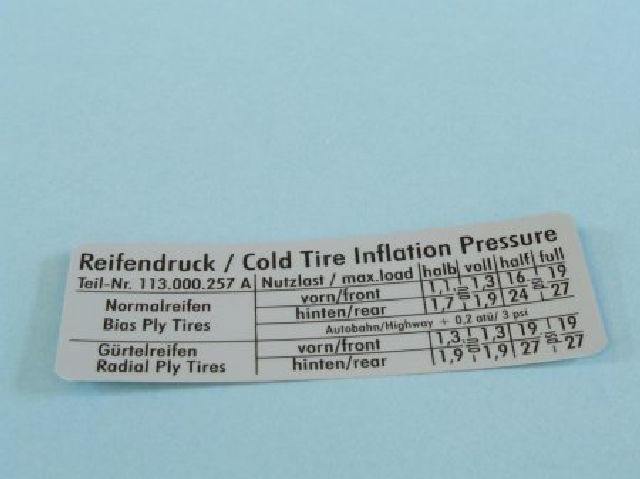 Reifendruck / Cold Tire Inflation Pressure
Teil-Nr. 113.000.257 A Nutzlast / max.load halb voll half full
Normalreifen
Bias Ply Tires
vorn/front 1,1 1,3 16 19
hinten/rear 1,7 1,9 24 27
Autobahn/Highway + 0,2 atü/ 3 psi
Gürtelreifen
Radial Ply Tires
vorn/front 1,3 1,3 19 19
hinten/rear 1,9 1,9 27 27